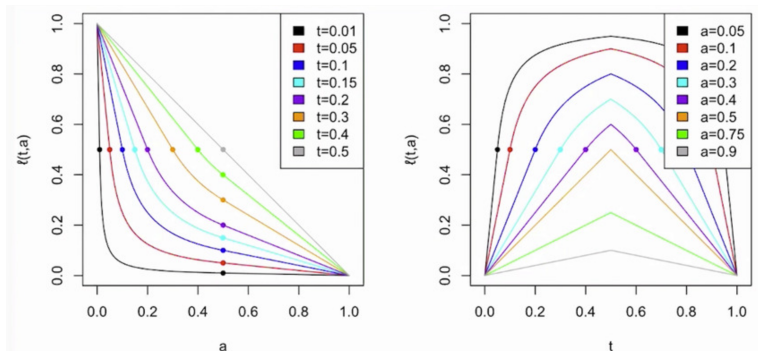 t=0.01
t=0.05
t=0.1
t=0.15
t=0.2
t=0.3
t=0.4
t=0.5
ℓ(t,a)
1.0
0.8
0.6
0.4
0.2
0.0
0.0 0.2 0.4 0.6 0.8 1.0
a
a=0.05
a=0.1
a=0.2
a=0.3
a=0.4
a=0.5
a=0.75
a=0.9
ℓ(t,a)
1.0
0.8
0.6
0.4
0.2
0.0
0.0 0.2 0.4 0.6 0.8 1.0
t